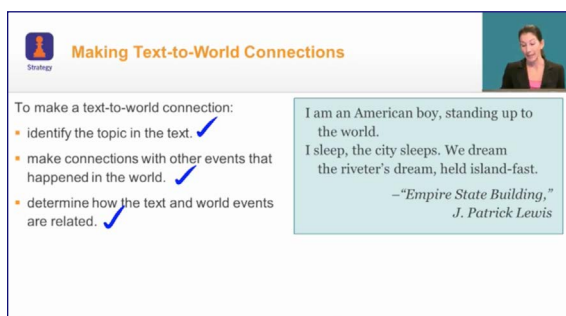 Making Text-to-World Connections
Strategy
To make a text-to-world connection:
identify the topic in the text.
make connections with other events that
happened in the world.
determine how the text and world events
are related.
I am an American boy, standing up to
the world.
I sleep, the city sleeps. We dream
the riveter's dream, held island-fast.
–"Empire State Building,"
J. Patrick Lewis